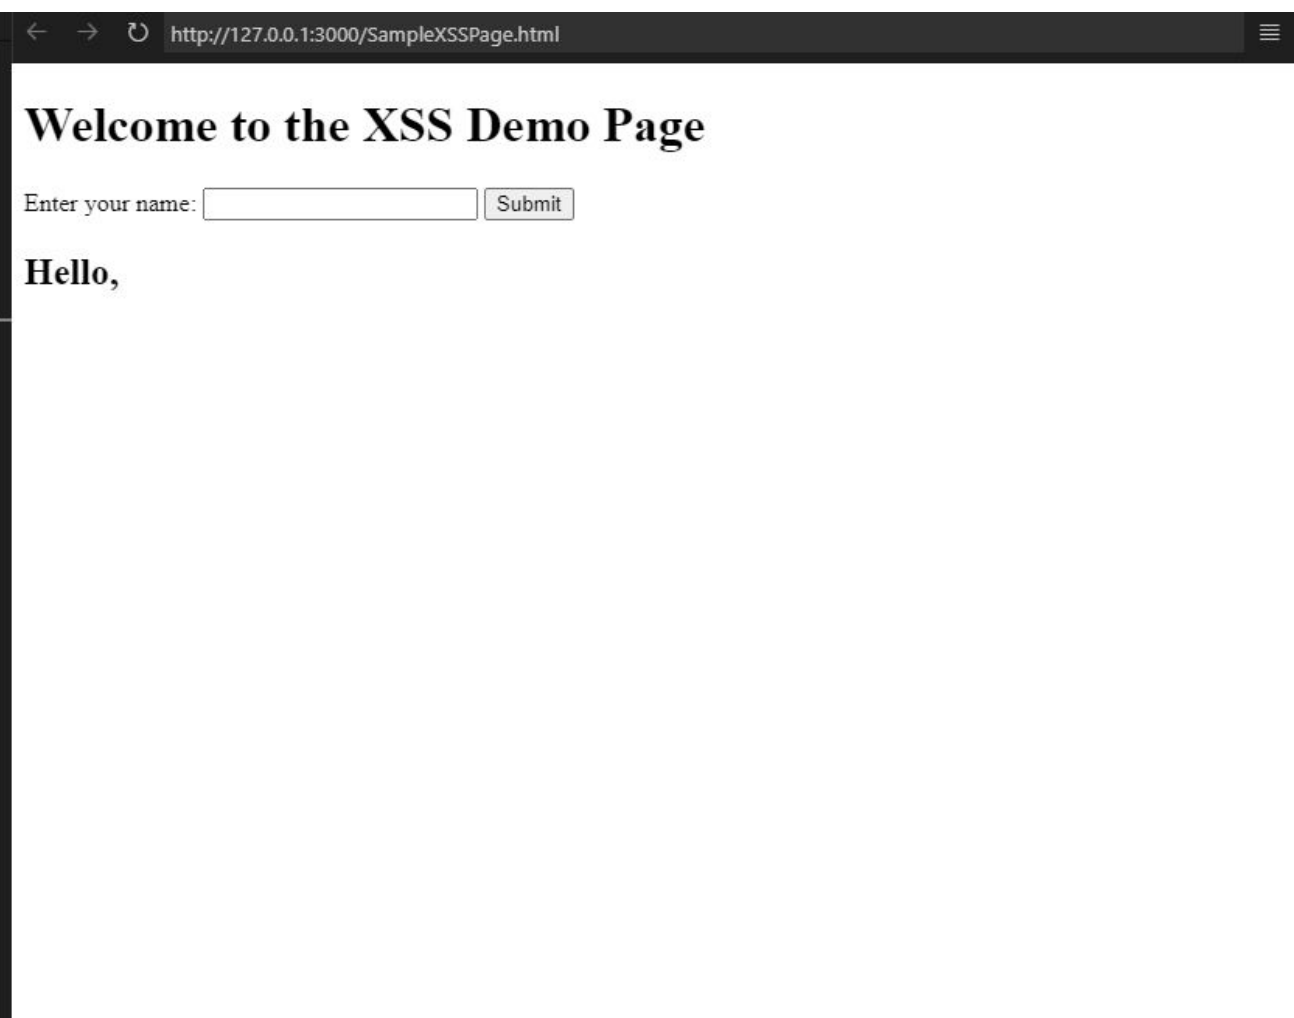 http://127.0.0.1:3000/SampleXSSPage.html
Welcome to the XSS Demo Page
Enter your name: Submit
Hello,